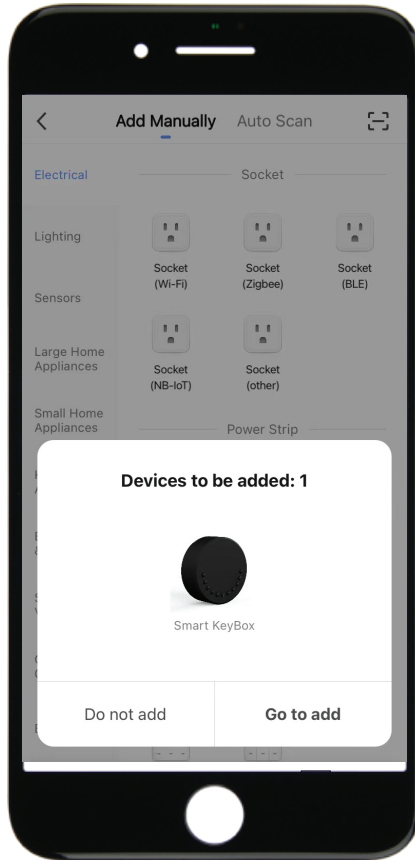 Add Manually Auto Scan
Electrical
Socket
Lighting
Socket
(Wi-Fi)
Socket
(Zigbee)
Socket
(BLE)
Sensors
Large Home
Appliances
Socket
(NB-IoT)
Socket
(other)
Small Home
Appliances
Power Strip
Devices to be added: 1
Smart KeyBox
Do not add
Go to add